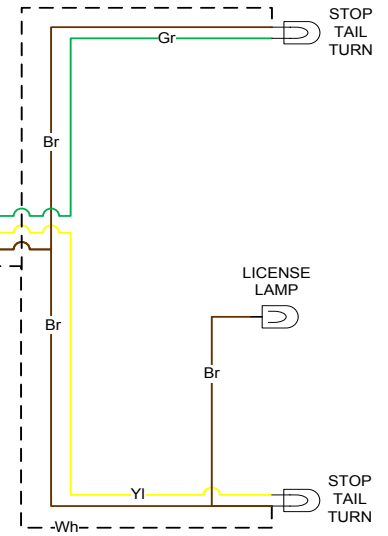 STOP
TAIL
TURN
Gr
Br
LICENSE
LAMP
Br
Br
Yl
STOP
TAIL
TURN
Wh